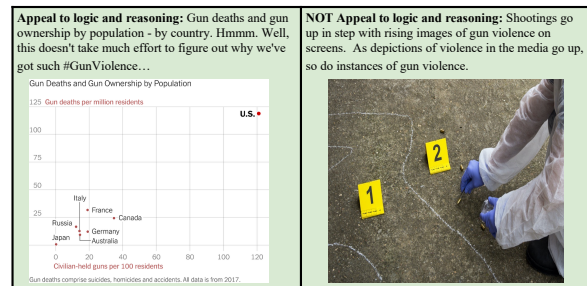 Appeal to logic and reasoning: Gun deaths and gun
ownership by population - by country. Hmmm. Well,
this doesn't take much effort to figure out why we've
got such #GunViolence…
Gun Deaths and Gun Ownership by Population
125 Gun deaths per million residents
U.S.
100
75
50
Italy
France
25
Canada
Russia
Germany
Japan
Australia
0 20 40 60 80 100 120
Civilian-held guns per 100 residents
Gun deaths comprise suicides, homicides and accidents. All data is from 2017.
NOT Appeal to logic and reasoning: Shootings go
up in step with rising images of gun violence on
screens. As depictions of violence in the media go up,
so do instances of gun violence.
2
1